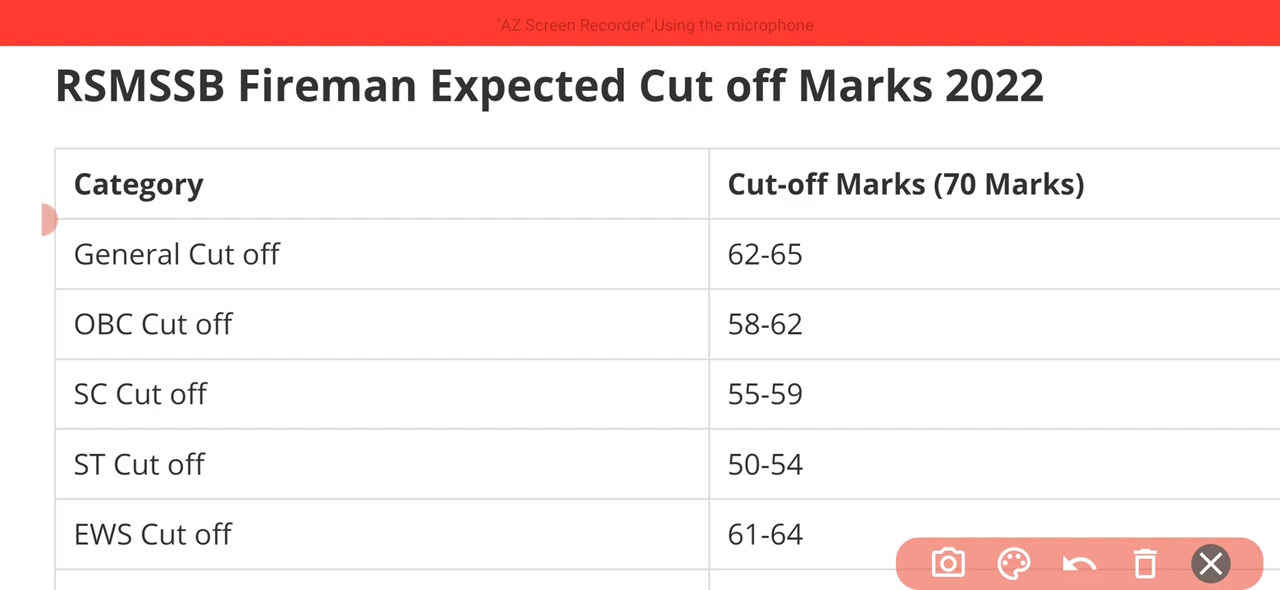 "AZ Screen Recorder",Using the microphone
RSMSSB Fireman Expected Cut off Marks 2022
Category Cut-off Marks (70 Marks)
General Cut off 62-65
OBC Cut off 58-62
SC Cut off 55-59
ST Cut off 50-54
EWS Cut off 61-64